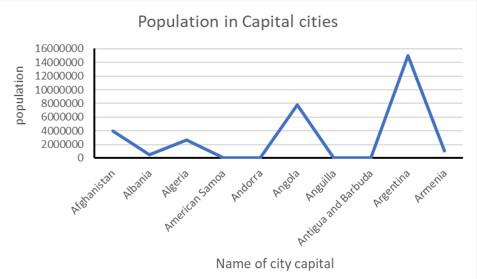 Population in Capital cities
population
16000000
14000000
12000000
10000000
8000000
6000000
4000000
2000000
0
Afghanistan
Albania
Algeria
American Samoa
Andorra
Angola
Anguilla
Antigua and Barbuda
Argentina
Armenia
Name of city capital